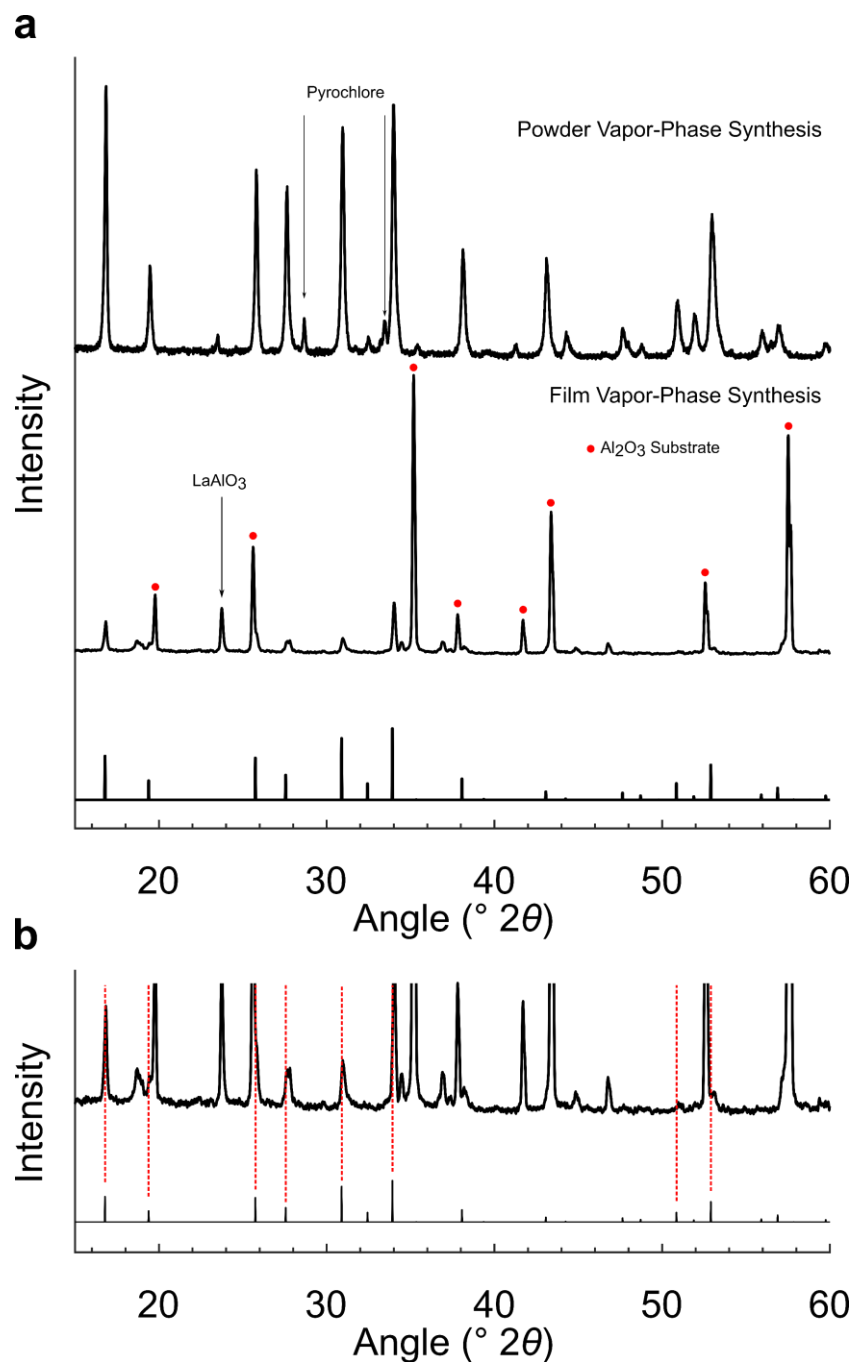 a
Pyrochlore
Powder Vapor-Phase Synthesis
Film Vapor-Phase Synthesis
Al2O3 Substrate
LaAlO3
Intensity
20 30 40 50 60
Angle (° 2θ)
b
Intensity
20 30 40 50 60
Angle (° 2θ)